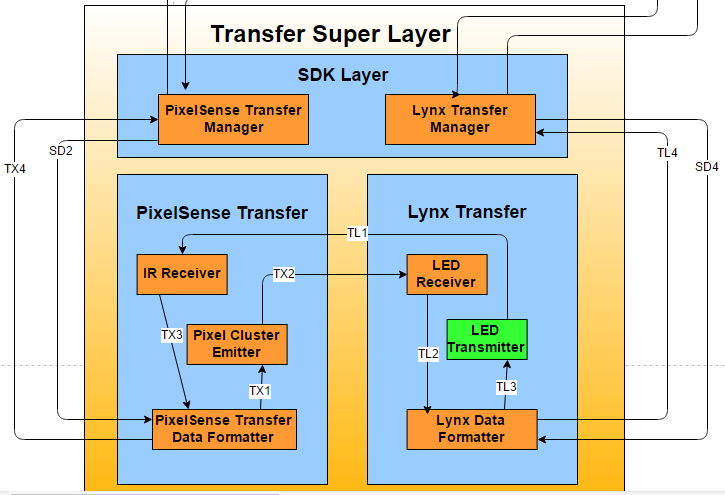 Transfer Super Layer
SDK Layer
PixelSense Transfer
Manager
Lynx Transfer
Manager
SD2
TX4
TL4
SD4
PixelSense Transfer
Lynx Transfer
TL1
IR Receiver
TX2
LED
Receiver
TX3
Pixel Cluster
Emitter
LED
Transmitter
TL2
TX1
TL3
PixelSense Transfer
Data Formatter
Lynx Data
Formatter